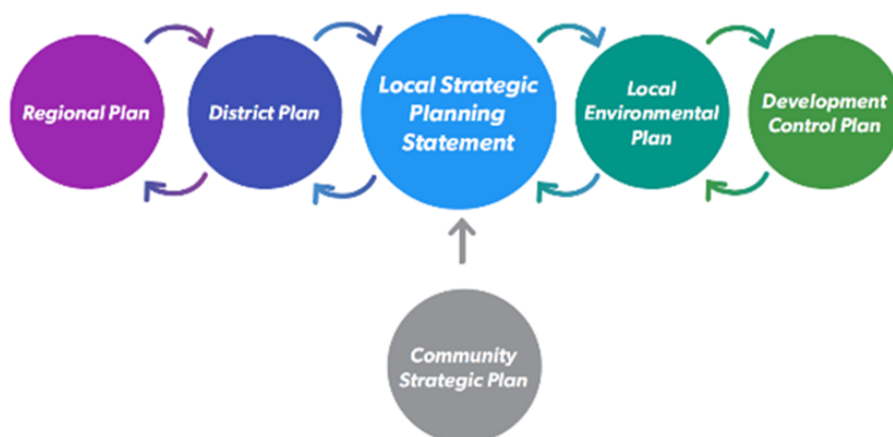 Regional Plan
District Plan
Local Strategic
Planning
Statement
Local
Environmental
Plan
Development
Control Plan
Community
Strategic Plan